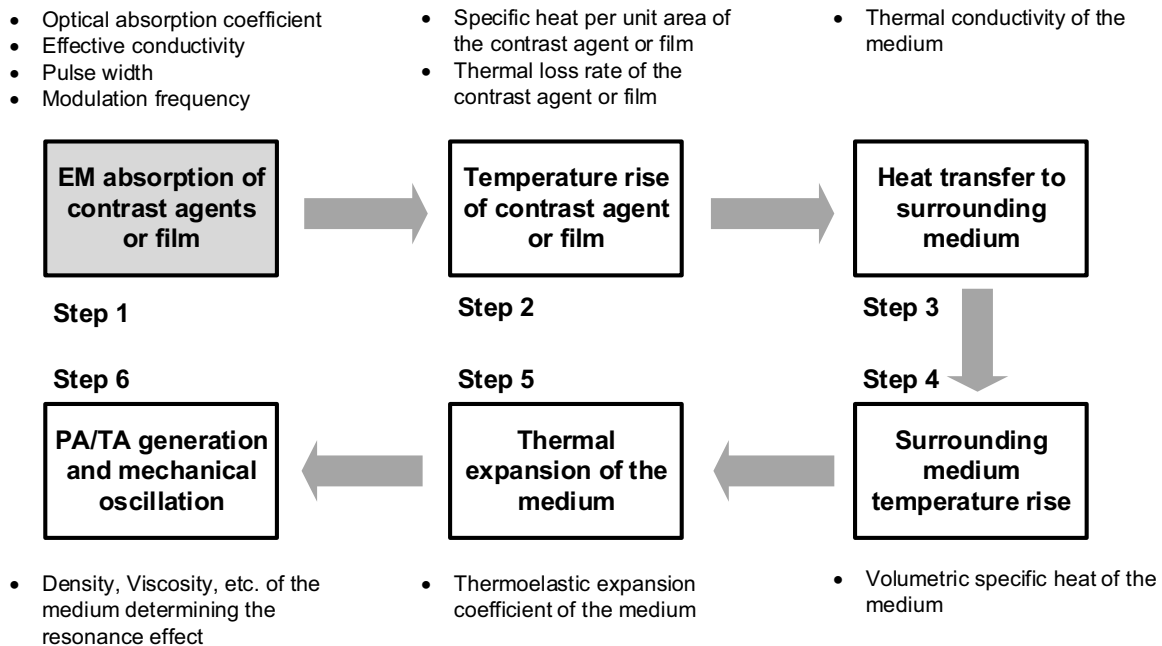 • Optical absorption coefficient
• Effective conductivity
• Pulse width
• Modulation frequency
• Specific heat per unit area of
the contrast agent or film
• Thermal loss rate of the
contrast agent or film
• Thermal conductivity of the
medium
EM absorption of
contrast agents
or film
Temperature rise
of contrast agent
or film
Heat transfer to
surrounding
medium
Step 1
Step 2
Step 3
Step 6
Step 5
Step 4
PA/TA generation
and mechanical
oscillation
Thermal
expansion of the
medium
Surrounding
medium
temperature rise
• Density, Viscosity, etc. of the
medium determining the
resonance effect
• Thermoelastic expansion
coefficient of the medium
• Volumetric specific heat of the
medium